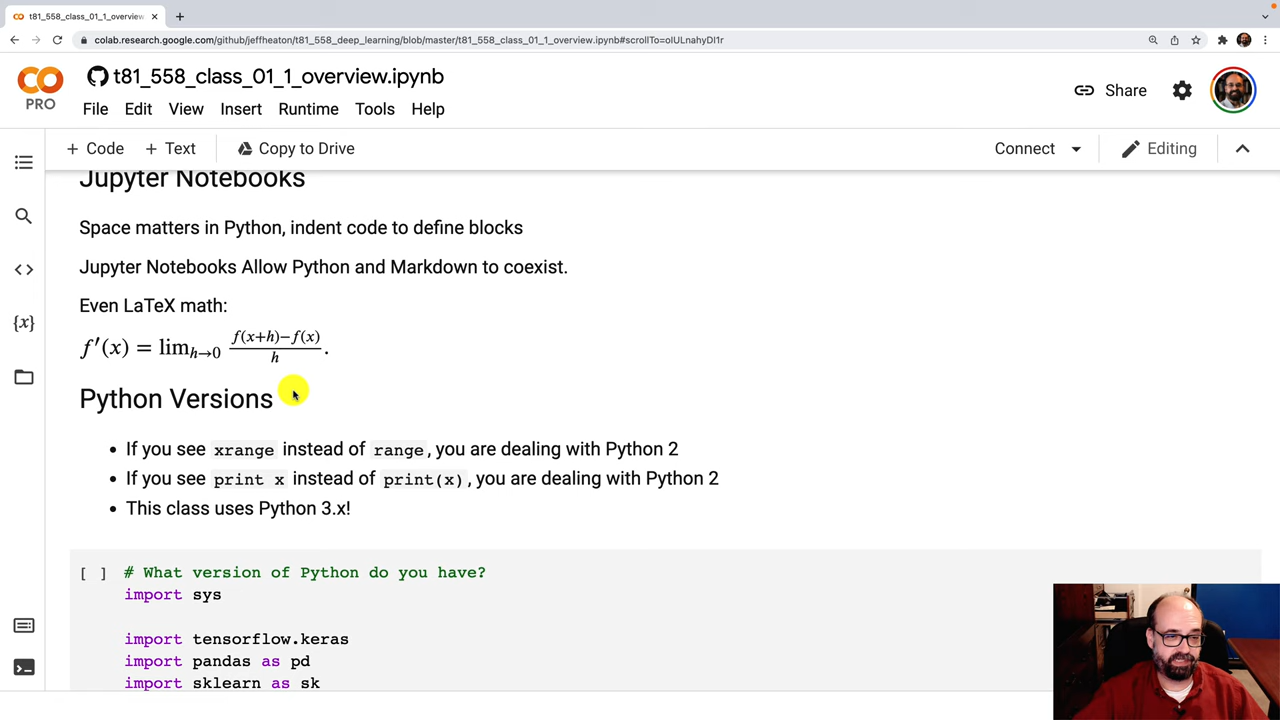 t81_558_class_01_1_overview.
colab.research.google.com/github/jeffheaton/t81_558_deep_learning/blob/master/t81_558_class_01_1_overview.ipynb#scrollTo=oIULnahyDI1r
CO
PRO
t81_558_class_01_1_overview.ipynb
File Edit View Insert Runtime Tools Help
Share
+ Code + Text Copy to Drive
Connect Editing
Jupyter Notebooks
Space matters in Python, indent code to define blocks
Jupyter Notebooks Allow Python and Markdown to coexist.
Even LaTeX math:
f′(x) = lim_{h→0} \frac{f(x+h)−f(x)}{h}.
Python Versions
• If you see xrange instead of range, you are dealing with Python 2
• If you see print x instead of print(x), you are dealing with Python 2
• This class uses Python 3.x!
[ ] # What version of Python do you have?
import sys
import tensorflow.keras
import pandas as pd
import sklearn as sk